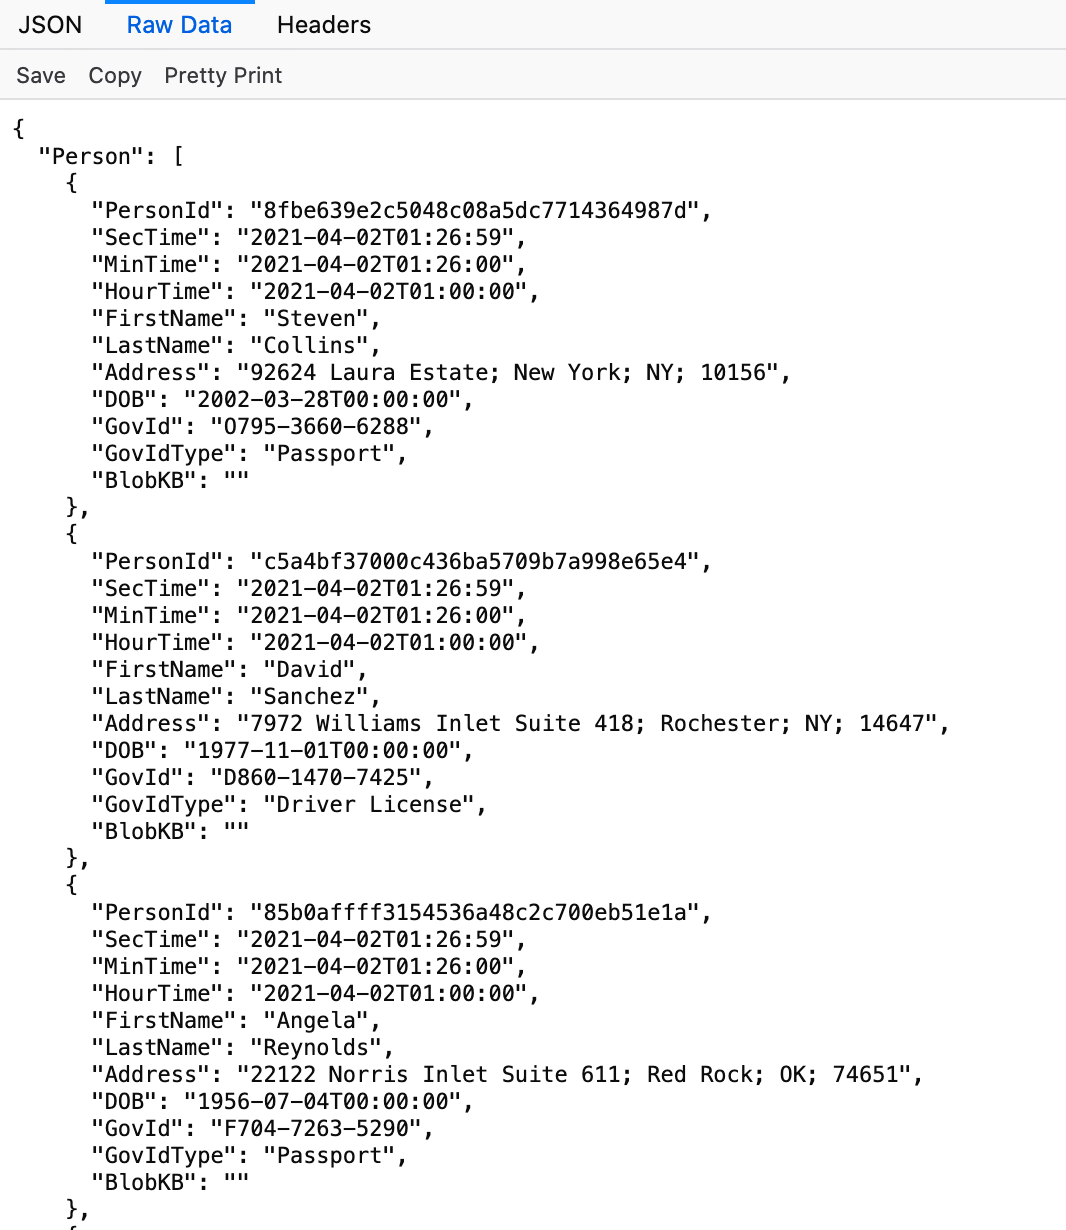 JSON Raw Data Headers
Save Copy Pretty Print
{
  "Person": [
    {
      "PersonId": "8fbe639e2c5048c08a5dc7714364987d",
      "SecTime": "2021-04-02T01:26:59",
      "MinTime": "2021-04-02T01:26:00",
      "HourTime": "2021-04-02T01:00:00",
      "FirstName": "Steven",
      "LastName": "Collins",
      "Address": "92624 Laura Estate; New York; NY; 10156",
      "DOB": "2002-03-28T00:00:00",
      "GovId": "O795-3660-6288",
      "GovIdType": "Passport",
      "BlobKB": ""
    },
    {
      "PersonId": "c5a4bf37000c436ba5709b7a998e65e4",
      "SecTime": "2021-04-02T01:26:59",
      "MinTime": "2021-04-02T01:26:00",
      "HourTime": "2021-04-02T01:00:00",
      "FirstName": "David",
      "LastName": "Sanchez",
      "Address": "7972 Williams Inlet Suite 418; Rochester; NY; 14647",
      "DOB": "1977-11-01T00:00:00",
      "GovId": "D860-1470-7425",
      "GovIdType": "Driver License",
      "BlobKB": ""
    },
    {
      "PersonId": "85b0affff3154536a48c2c700eb51e1a",
      "SecTime": "2021-04-02T01:26:59",
      "MinTime": "2021-04-02T01:26:00",
      "HourTime": "2021-04-02T01:00:00",
      "FirstName": "Angela",
      "LastName": "Reynolds",
      "Address": "22122 Norris Inlet Suite 611; Red Rock; OK; 74651",
      "DOB": "1956-07-04T00:00:00",
      "GovId": "F704-7263-5290",
      "GovIdType": "Passport",
      "BlobKB": ""
    },
    {